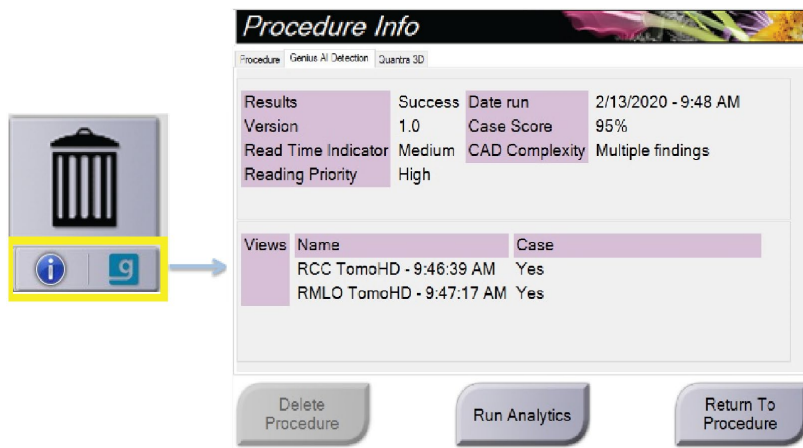 Procedure Info
Procedure Genius AI Detection Quantra 3D
Results Success Date run 2/13/2020 - 9:48 AM
Version 1.0 Case Score 95%
Read Time Indicator Medium CAD Complexity Multiple findings
Reading Priority High
Views Name Case
RCC TomoHD - 9:46:39 AM Yes
RMLO TomoHD - 9:47:17 AM Yes
i g
Delete Procedure
Run Analytics
Return To Procedure